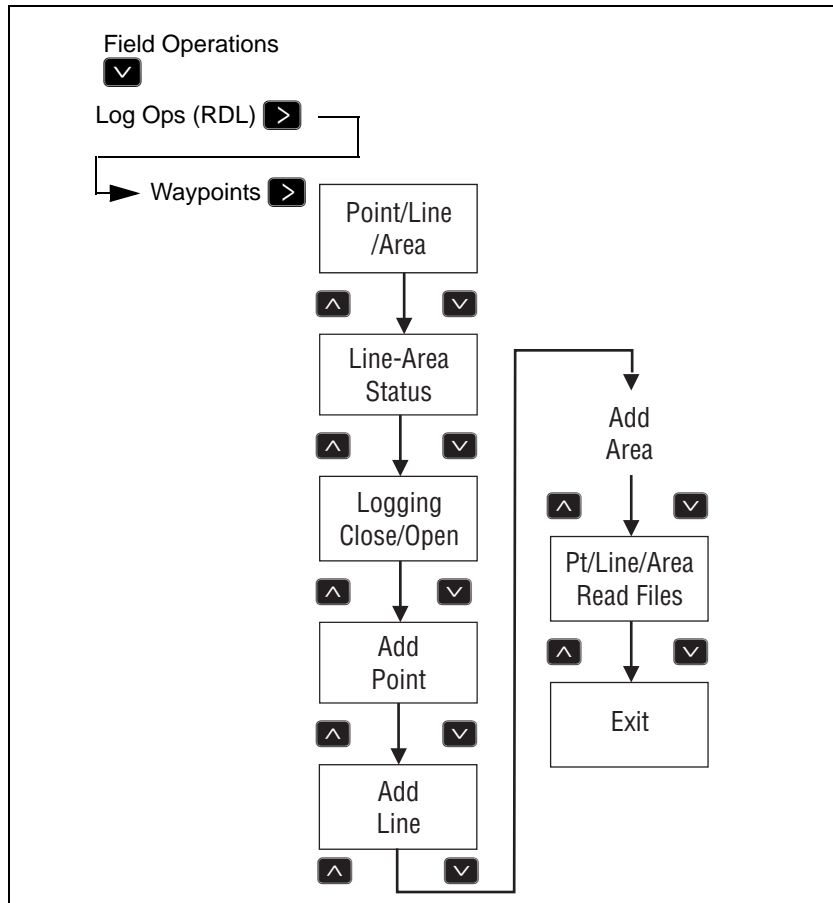 Field Operations
Log Ops (RDL)
Waypoints
Point/Line
/Area
Line-Area
Status
Logging
Close/Open
Add
Point
Add
Line
Add
Area
Pt/Line/Area
Read Files
Exit